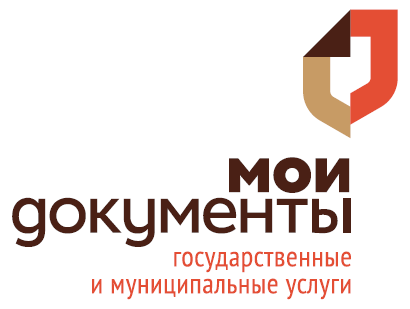 мои
документы
государственные
и муниципальные услуги